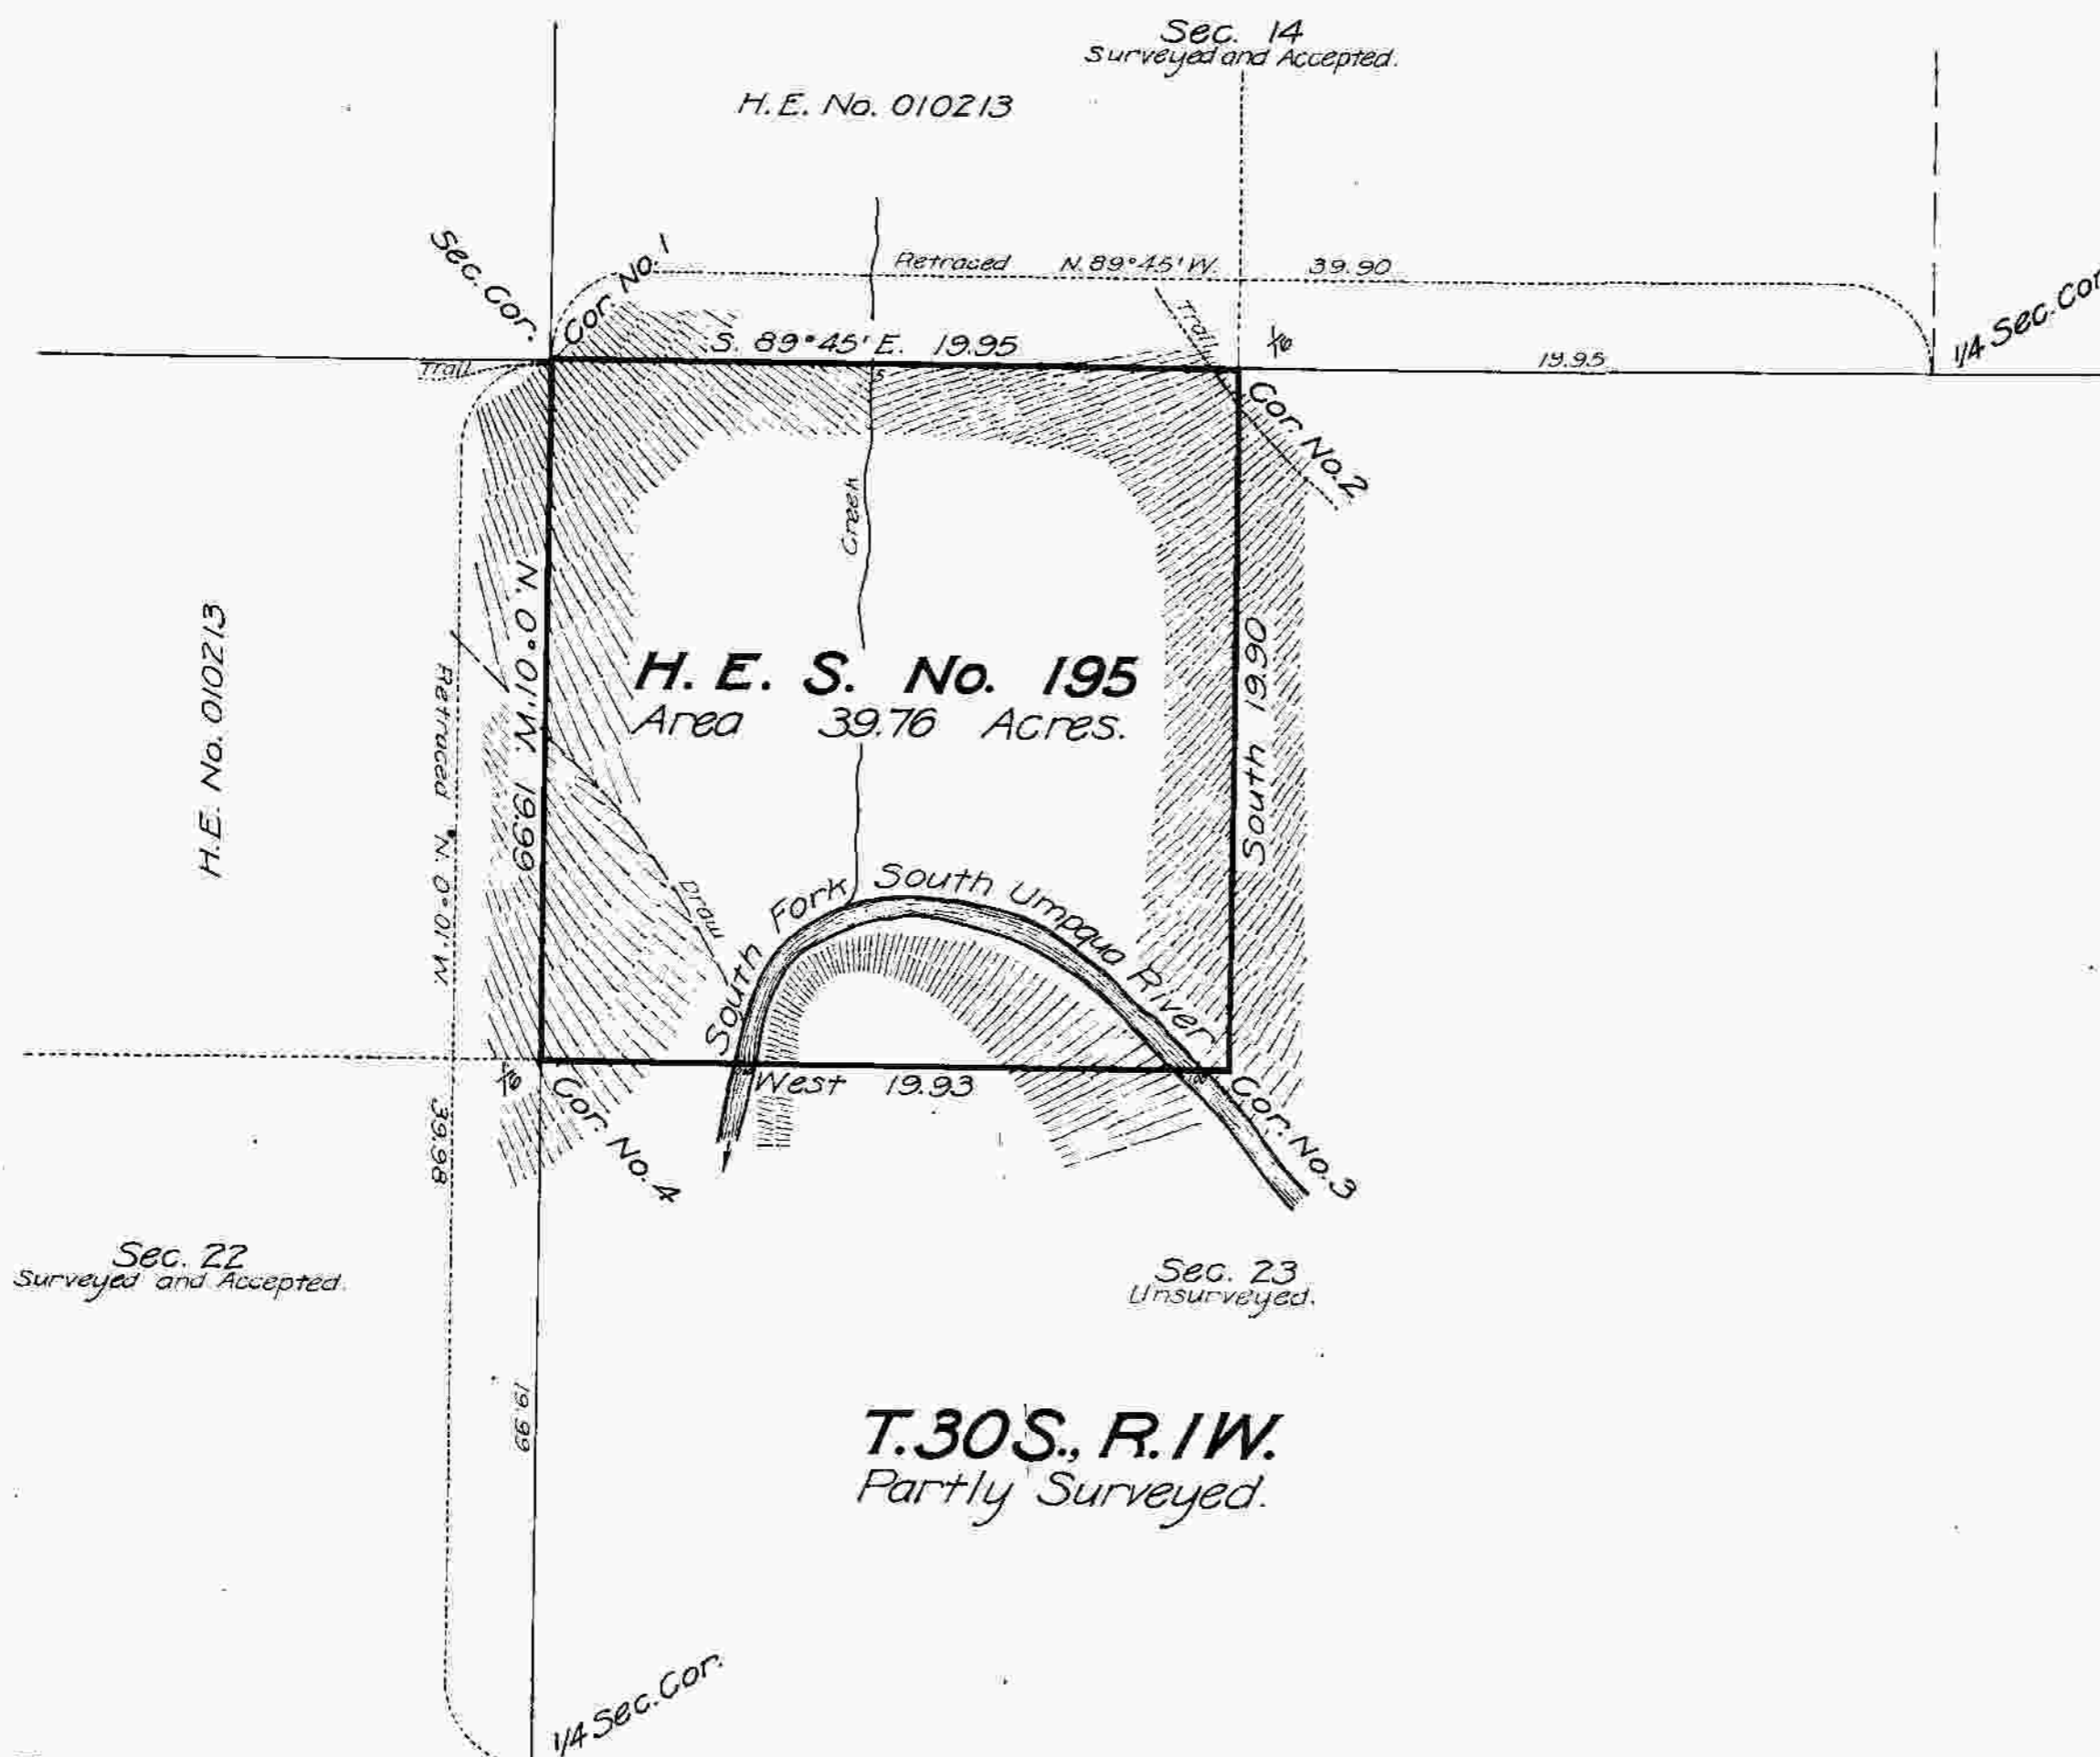 Sec. 14
Surveyed and Accepted.
H.E. No. 010213
Sec. Cor.
Cor. No. 1
Retraced N. 89°45' W. 39.90
1/4 Sec. Cor.
Trail
S. 89°45' E. 19.95
Trail
1/16
19.95
Cor. No. 2
Creek
H.E. No. 010213
Retraced N. 0°01' W.
39.98
N. 0°01' W. 19.99
H. E. S. No. 195
Area 39.76 Acres.
South 19.90
Draw
South Fork South Umpqua River
1/16
Cor. No. 4
West 19.93
Cor. No. 3
Sec. 22
Surveyed and Accepted.
Sec. 23
Unsurveyed.
19.99
T. 30 S., R. 1 W.
Partly Surveyed.
1/4 Sec. Cor.